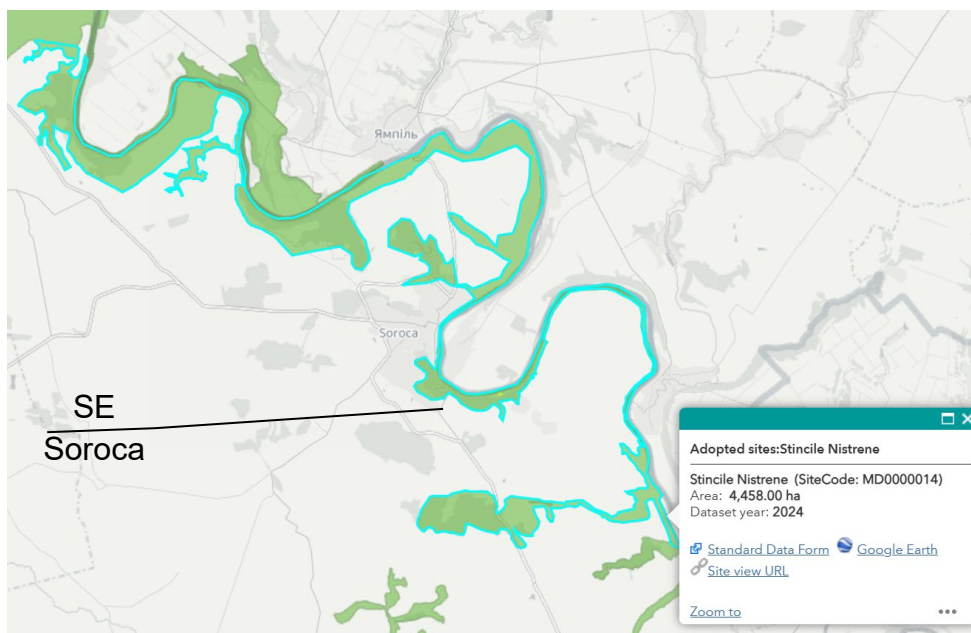 Ямпіль
Soroca
SE
Soroca
Adopted sites:Stincile Nistrene
Stincile Nistrene (SiteCode: MD0000014)
Area: 4,458.00 ha
Dataset year: 2024
Standard Data Form Google Earth
Site view URL
Zoom to